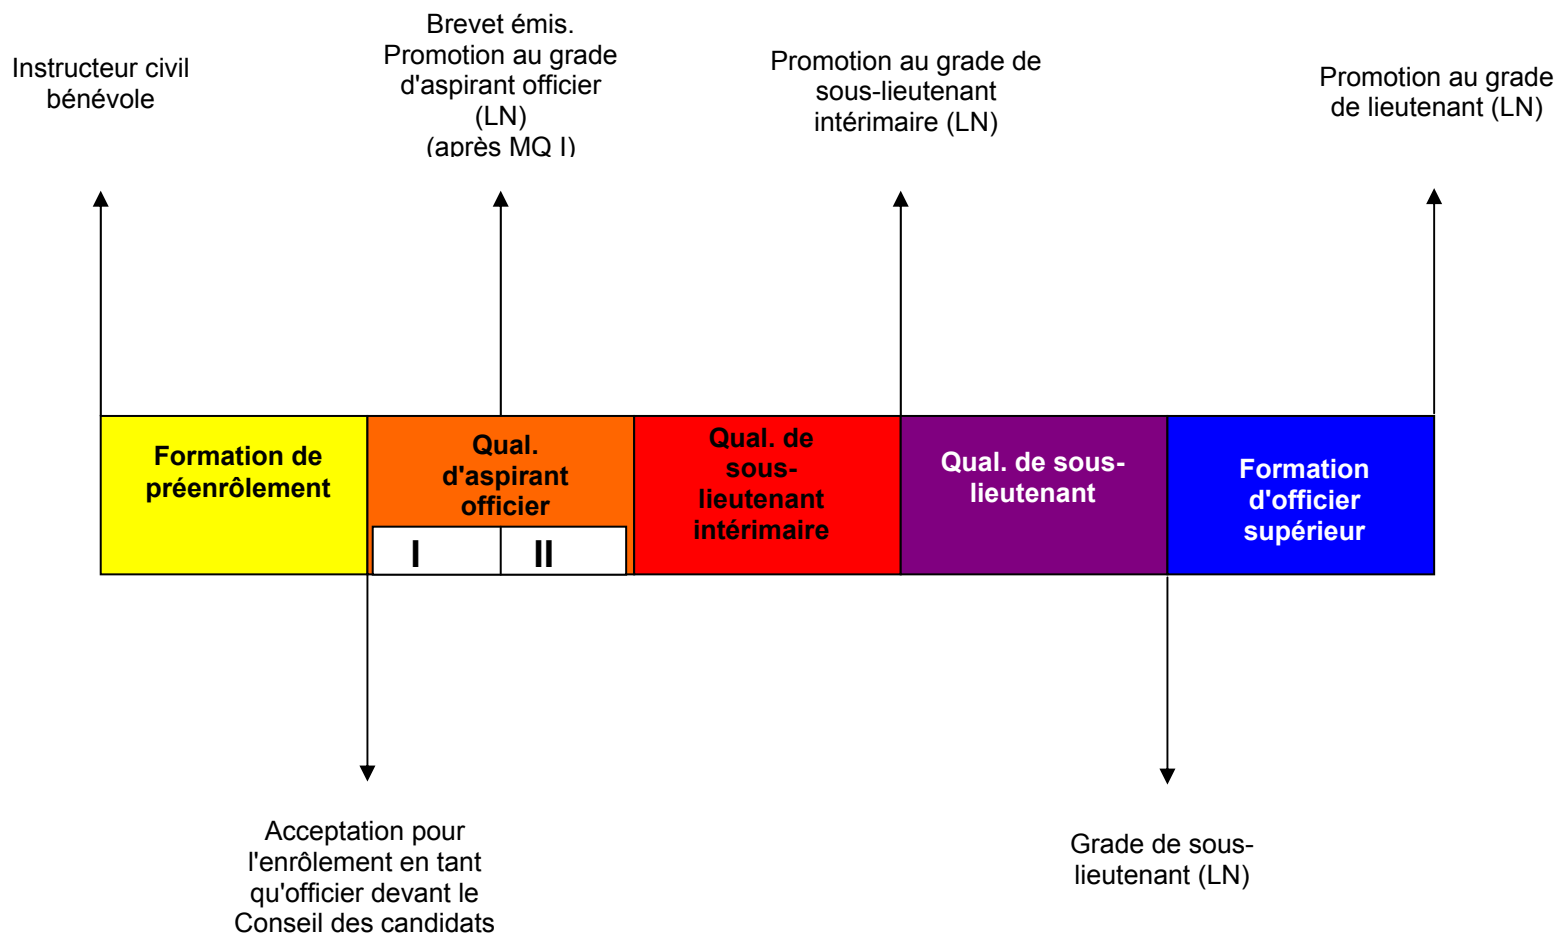 Instructeur civil
bénévole
Brevet émis.
Promotion au grade
d'aspirant officier
(LN)
(après MQ I)
Promotion au grade de
sous-lieutenant
intérimaire (LN)
Promotion au grade
de lieutenant (LN)
Formation de
préenrôlement
Qual.
d'aspirant
officier
I II
Qual. de
sous-
lieutenant
intérimaire
Qual. de sous-
lieutenant
Formation
d'officier
supérieur
Acceptation pour
l'enrôlement en tant
qu'officier devant le
Conseil des candidats
Grade de sous-
lieutenant (LN)